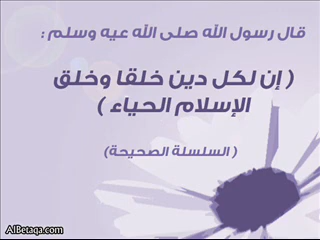 قال رسول الله صلى الله عيه وسلم :
( إن لكل دين خلقا وخلق
الإسلام الحياء )
( السلسلة الصحيحة)
AlBetaqa.com